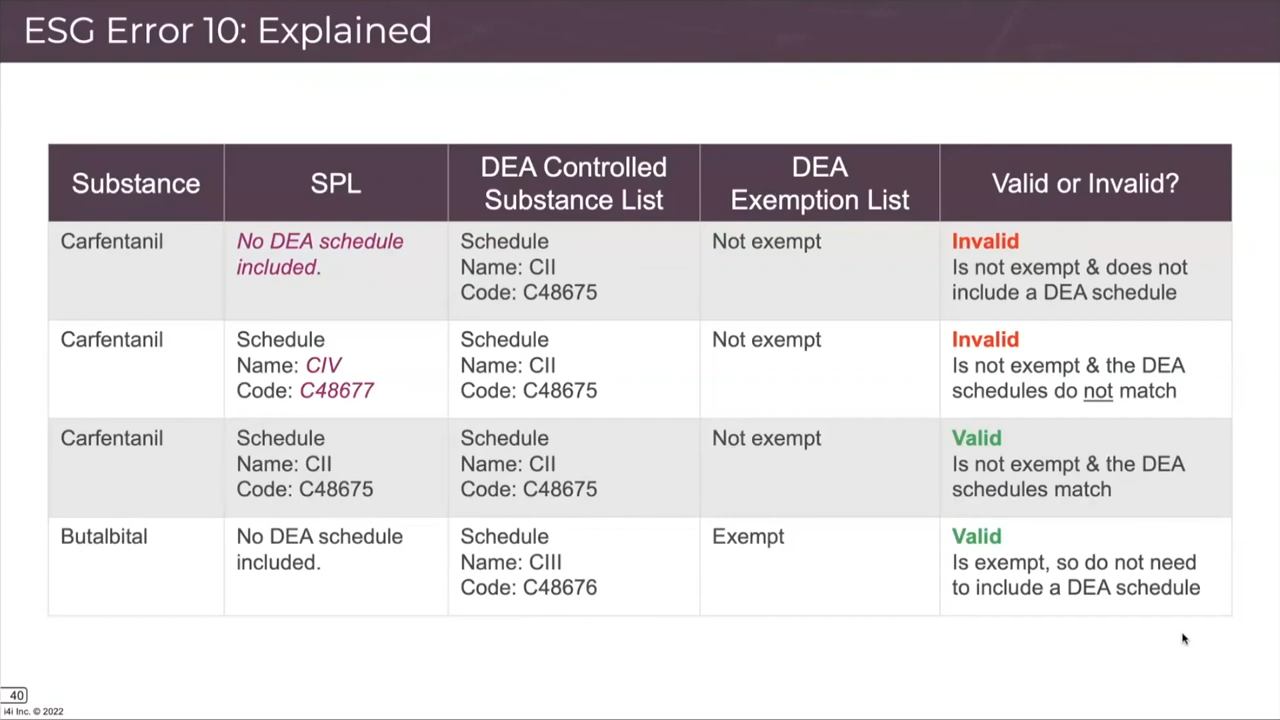 ESG Error 10: Explained
Substance
SPL
DEA Controlled
Substance List
DEA
Exemption List
Valid or Invalid?
Carfentanil
No DEA schedule
included.
Schedule
Name: CII
Code: C48675
Not exempt
Invalid
Is not exempt & does not
include a DEA schedule
Carfentanil
Schedule
Name: CIV
Code: C48677
Schedule
Name: CII
Code: C48675
Not exempt
Invalid
Is not exempt & the DEA
schedules do not match
Carfentanil
Schedule
Name: CII
Code: C48675
Schedule
Name: CII
Code: C48675
Not exempt
Valid
Is not exempt & the DEA
schedules match
Butalbital
No DEA schedule
included.
Schedule
Name: CIII
Code: C48676
Exempt
Valid
Is exempt, so do not need
to include a DEA schedule
40
i4i Inc. © 2022